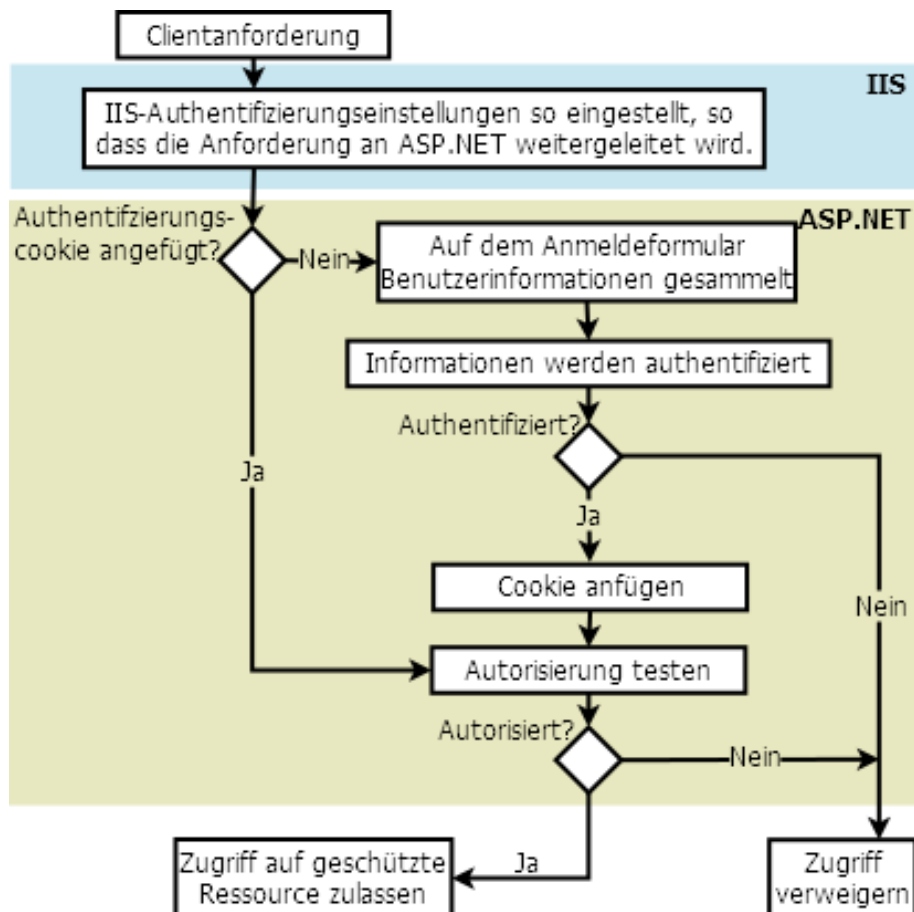 Clientanforderung
IIS
IIS-Authentifizierungseinstellungen so eingestellt, so
dass die Anforderung an ASP.NET weitergeleitet wird.
Authentifzierungs-
cookie angefügt?
ASP.NET
Nein
Auf dem Anmeldeformular
Benutzerinformationen gesammelt
Informationen werden authentifiziert
Authentifiziert?
Ja
Ja
Cookie anfügen
Nein
Autorisierung testen
Autorisiert?
Nein
Zugriff auf geschützte
Ressource zulassen
Ja
Zugriff
verweigern